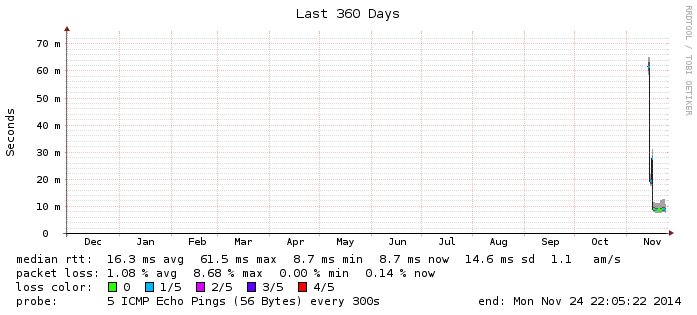 Last 360 Days
RRDTOOL / TOBI OETIKER
Seconds
70 m
60 m
50 m
40 m
30 m
20 m
10 m
0
Dec Jan Feb Mar Apr May Jun Jul Aug Sep Oct Nov
median rtt: 16.3 ms avg 61.5 ms max 8.7 ms min 8.7 ms now 14.6 ms sd 1.1 am/s
packet loss: 1.08 % avg 8.68 % max 0.00 % min 0.14 % now
loss color: 0 1/5 2/5 3/5 4/5
probe: 5 ICMP Echo Pings (56 Bytes) every 300s end: Mon Nov 24 22:05:22 2014